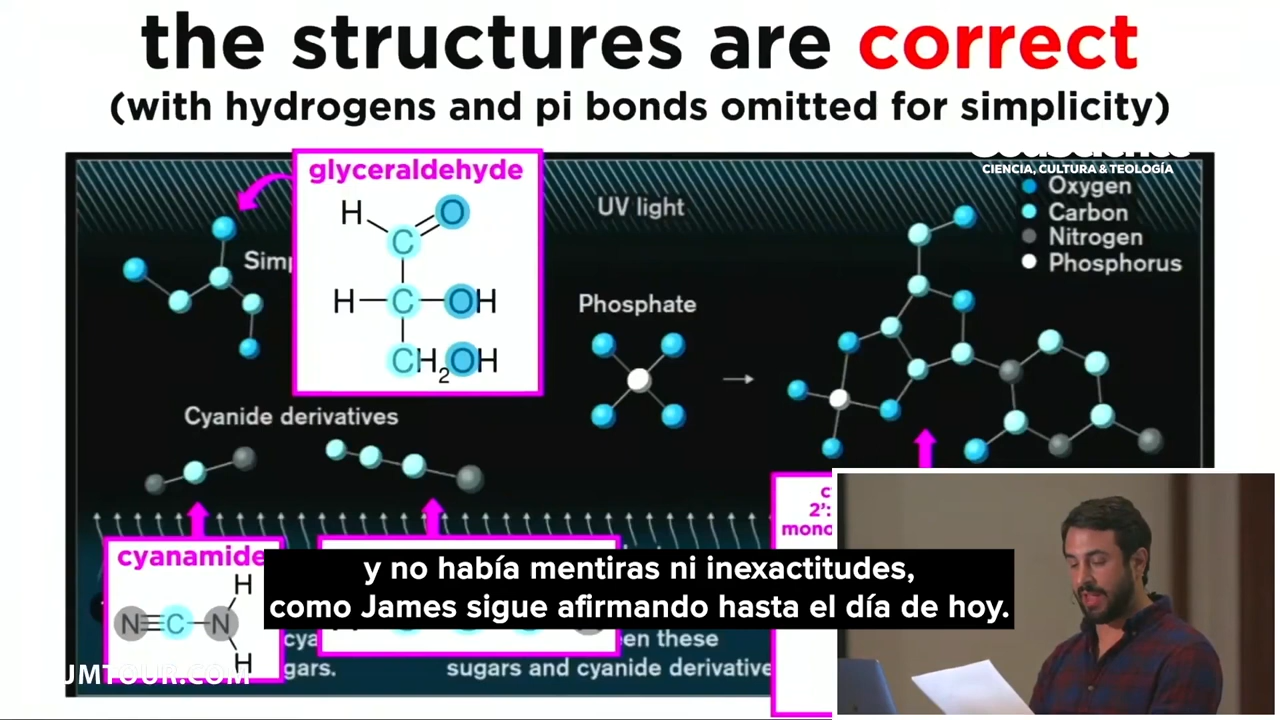 the structures are correct
(with hydrogens and pi bonds omitted for simplicity)
glyceraldehyde
H
O
C
H
C
OH
CH2OH
UV light
CIENCIA, CULTURA & TEOLOGÍA
Oxygen
Carbon
Nitrogen
Phosphorus
Phosphate
Cyanide derivatives
cyanamide
H
N≡C-N
H
y no había mentiras ni inexactitudes,
como James sigue afirmando hasta el día de hoy.
2':
these
gars.
sugars and cyanide derivative
UMTOUR.COM